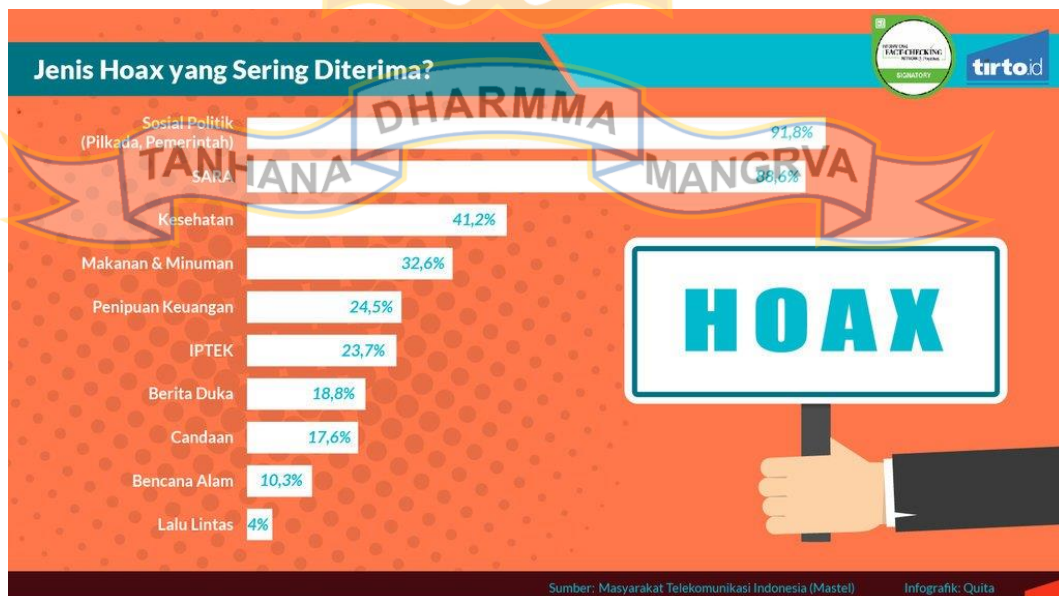 Jenis Hoax yang Sering Diterima?
FACT-CHECKING
SIGNATORY
tirto.id
DHARMMA
TANHANA
MANGRVA
Sosial Politik
(Pilkada, Pemerintah)
91,8%
SARA
88,6%
Kesehatan
41,2%
Makanan & Minuman
32,6%
Penipuan Keuangan
24,5%
IPTEK
23,7%
Berita Duka
18,8%
Candaan
17,6%
Bencana Alam
10,3%
Lalu Lintas
4%
HOAX
Sumber: Masyarakat Telekomunikasi Indonesia (Mastel)
Infografik: Quita